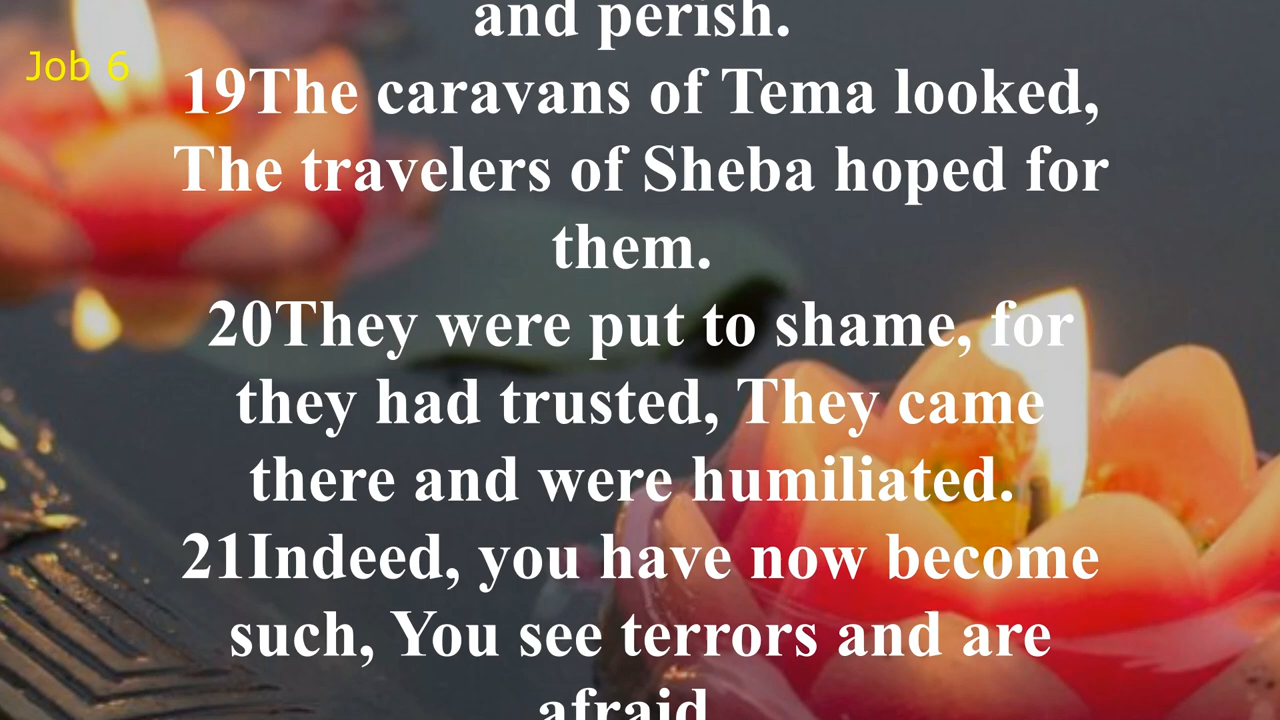 Job 6
and perish.
19The caravans of Tema looked,
The travelers of Sheba hoped for
them.
20They were put to shame, for
they had trusted, They came
there and were humiliated.
21Indeed, you have now become
such, You see terrors and are
afraid